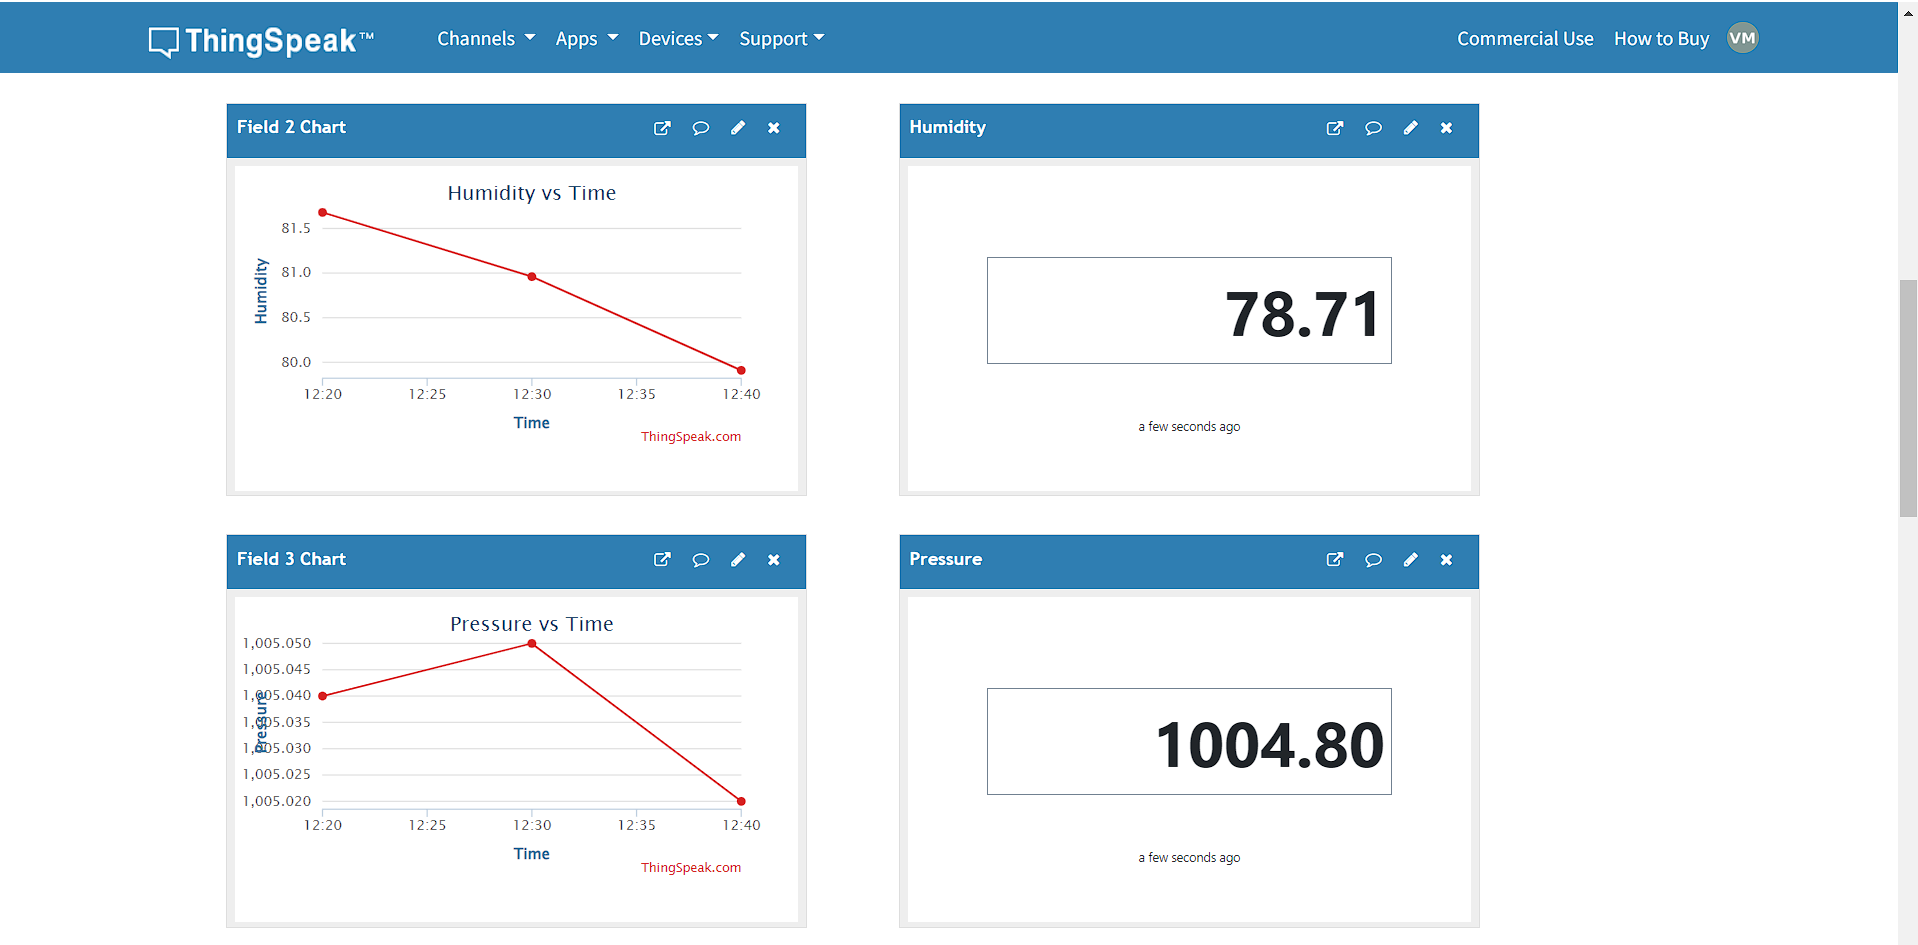 ThingSpeak™ Channels Apps Devices Support Commercial Use How to Buy VM
Field 2 Chart
Humidity vs Time
Humidity
81.5
81.0
80.5
80.0
12:20 12:25 12:30 12:35 12:40
Time
ThingSpeak.com
Humidity
78.71
a few seconds ago
Field 3 Chart
Pressure vs Time
Pressure
1,005.050
1,005.045
1,005.040
1,005.035
1,005.030
1,005.025
1,005.020
12:20 12:25 12:30 12:35 12:40
Time
ThingSpeak.com
Pressure
1004.80
a few seconds ago